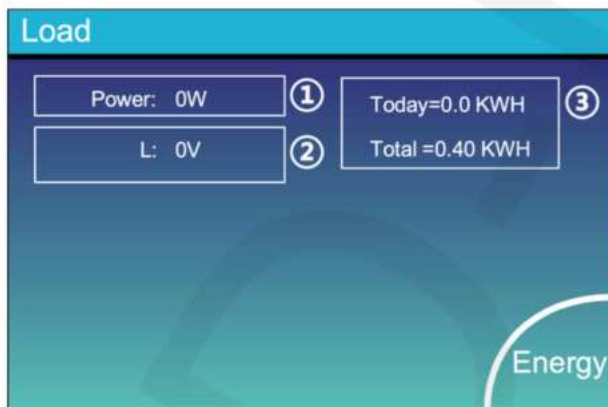 Load
Power: 0W ①
L: 0V ②
Today=0.0 KWH ③
Total =0.40 KWH
Energy